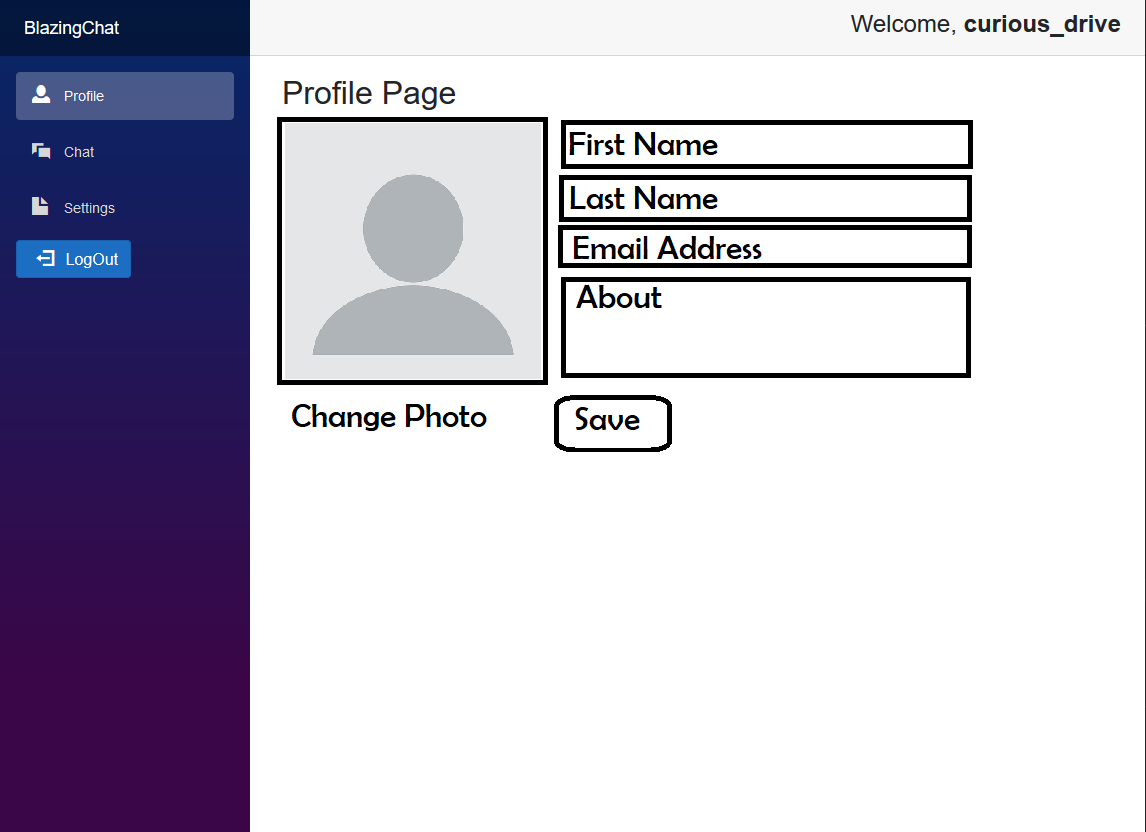 BlazingChat
Welcome, curious_drive
Profile
Chat
Settings
LogOut
Profile Page
First Name
Last Name
Email Address
About
Change Photo
Save